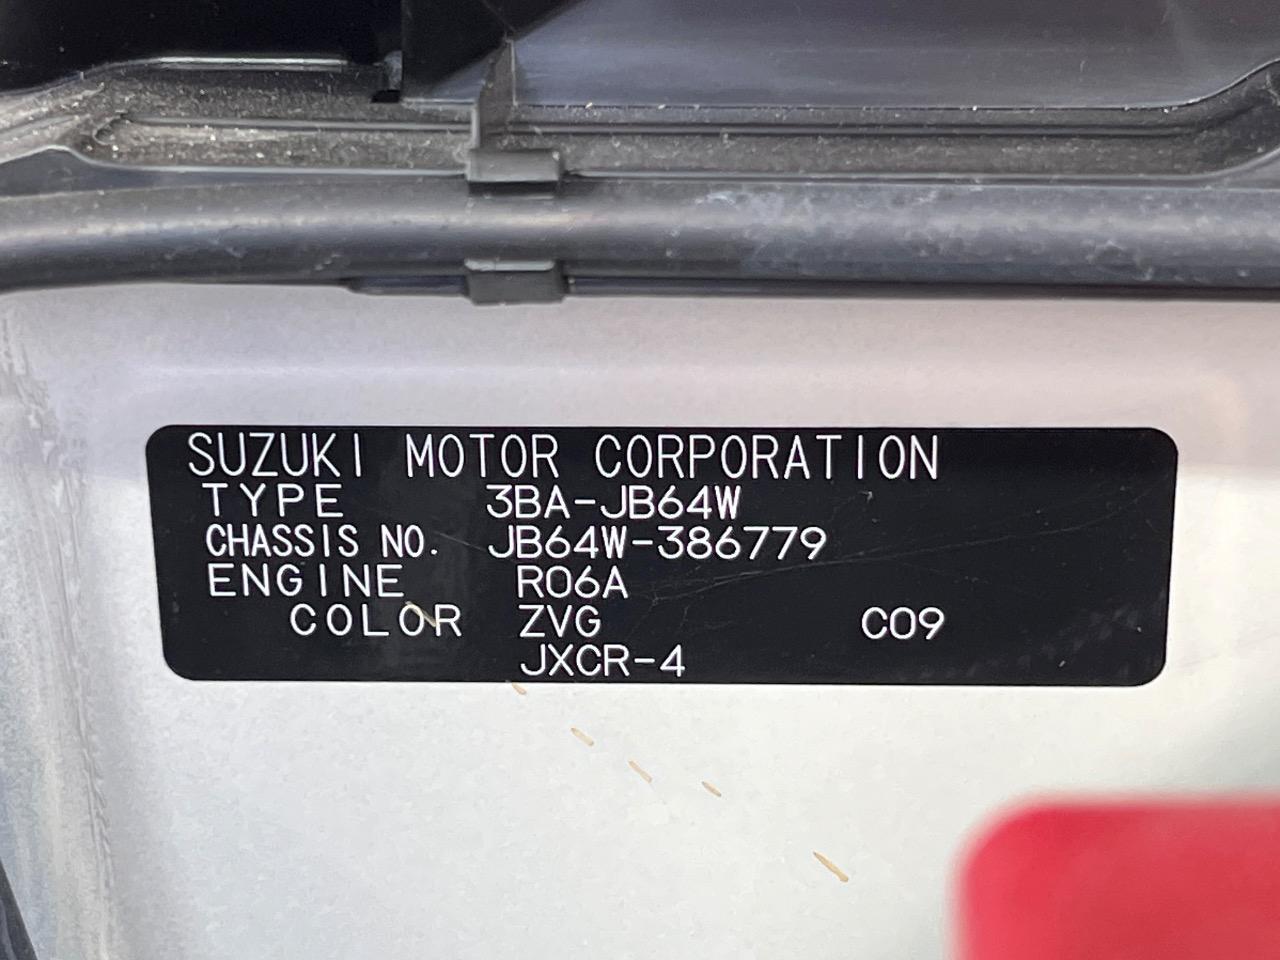 SUZUKI MOTOR CORPORATION
TYPE 3BA-JB64W
CHASSIS NO. JB64W-386779
ENGINE R06A
COLOR ZVG C09
JXCR-4